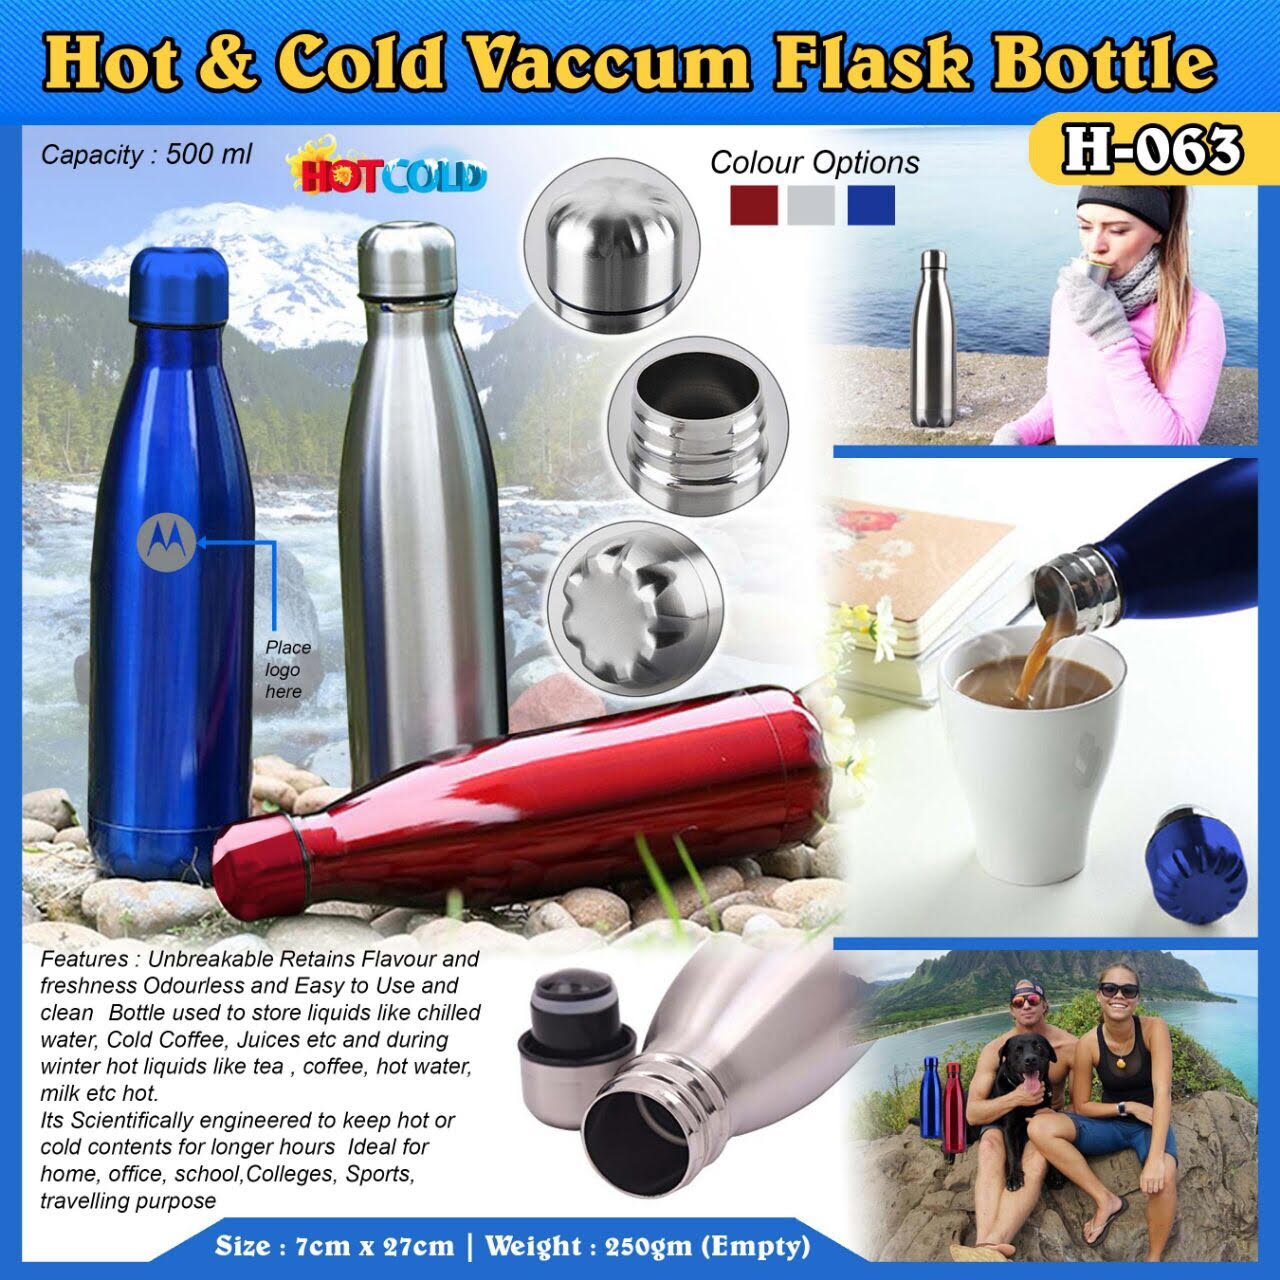 Hot & Cold Vaccum Flask Bottle
H-063
Capacity : 500 ml
HOTCOLD
Colour Options
Place
logo
here
Features : Unbreakable Retains Flavour and
freshness Odourless and Easy to Use and
clean  Bottle used to store liquids like chilled
water, Cold Coffee, Juices etc and during
winter hot liquids like tea , coffee, hot water,
milk etc hot.
Its Scientifically engineered to keep hot or
cold contents for longer hours  Ideal for
home, office, school,Colleges, Sports,
travelling purpose
Size : 7cm x 27cm | Weight : 250gm (Empty)